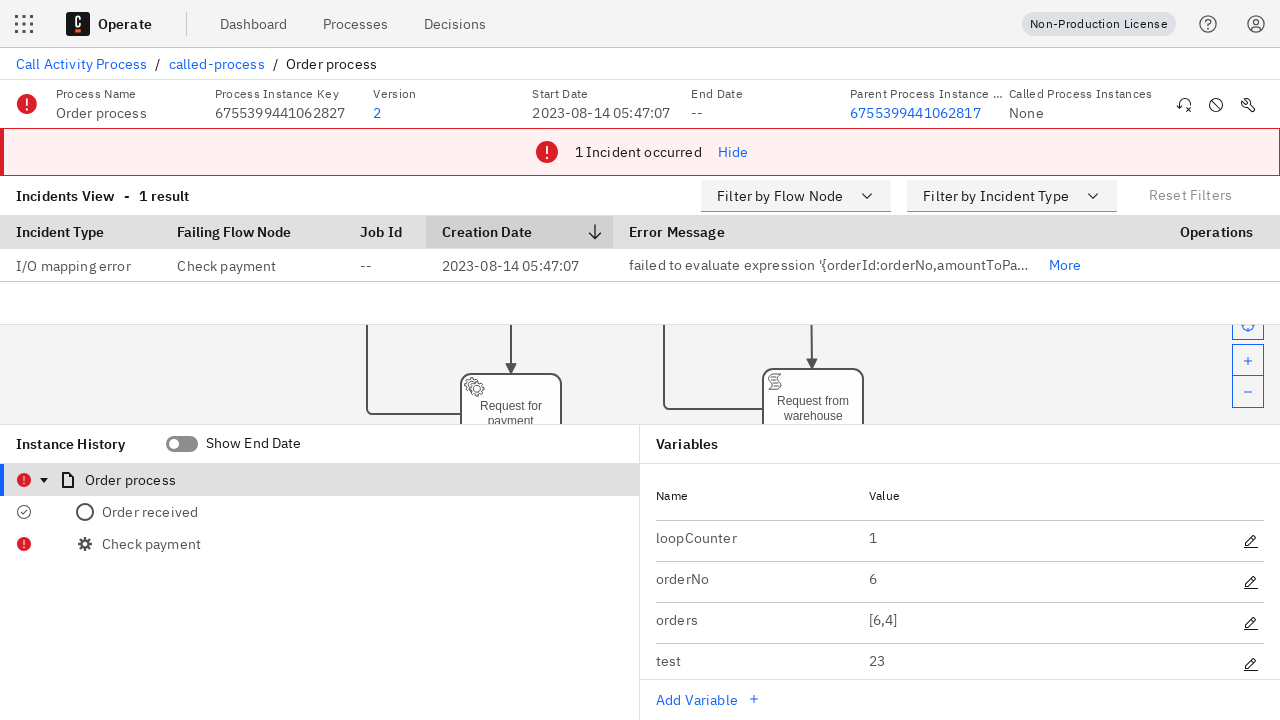 Operate
Dashboard
Processes
Decisions
Non-Production License
Call Activity Process / called-process / Order process
Process Name
Process Instance Key
Version
Start Date
End Date
Parent Process Instance ...
Called Process Instances
Order process
6755399441062827
2
2023-08-14 05:47:07
--
6755399441062817
None
1 Incident occurred
Hide
Incidents View - 1 result
Filter by Flow Node
Filter by Incident Type
Reset Filters
Incident Type
Failing Flow Node
Job Id
Creation Date
Error Message
Operations
I/O mapping error
Check payment
--
2023-08-14 05:47:07
failed to evaluate expression '{orderId:orderNo,amountToPa...
More
Request for
payment
Request from
warehouse
Instance History
Show End Date
Variables
Order process
Order received
Check payment
Name
Value
loopCounter
1
orderNo
6
orders
[6,4]
test
23
Add Variable +